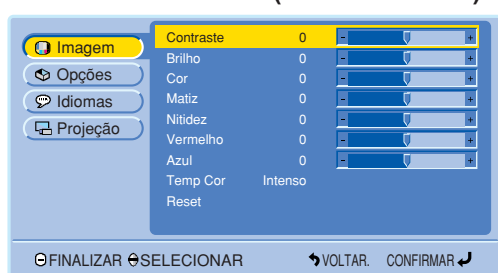 Imagem
Opções
Idiomas
Projeção
Contraste 0 - +
Brilho 0 - +
Cor 0 - +
Matiz 0 - +
Nitidez 0 - +
Vermelho 0 - +
Azul 0 - +
Temp Cor Intenso
Reset
FINALIZAR SELECIONAR VOLTAR. CONFIRMAR